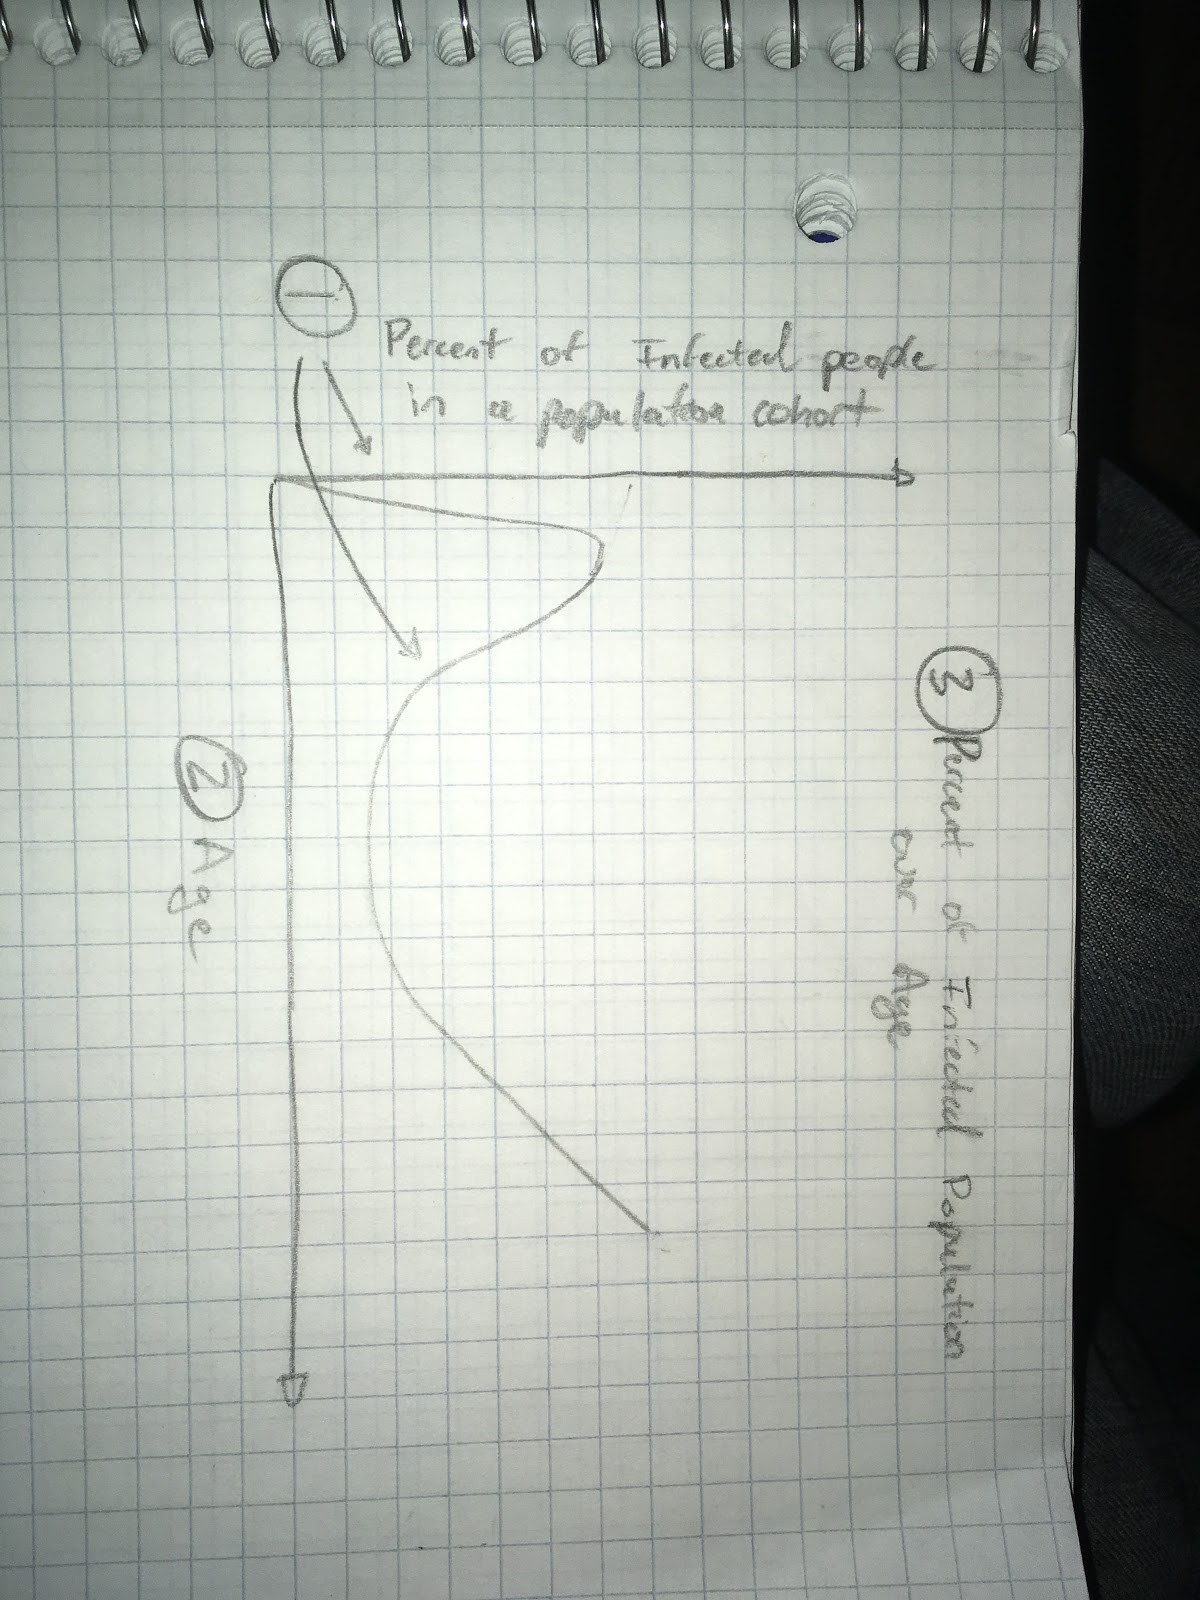 ③ Percent of Infected Population
over Age
①
Percent of Infected people
in a population cohort
② Age